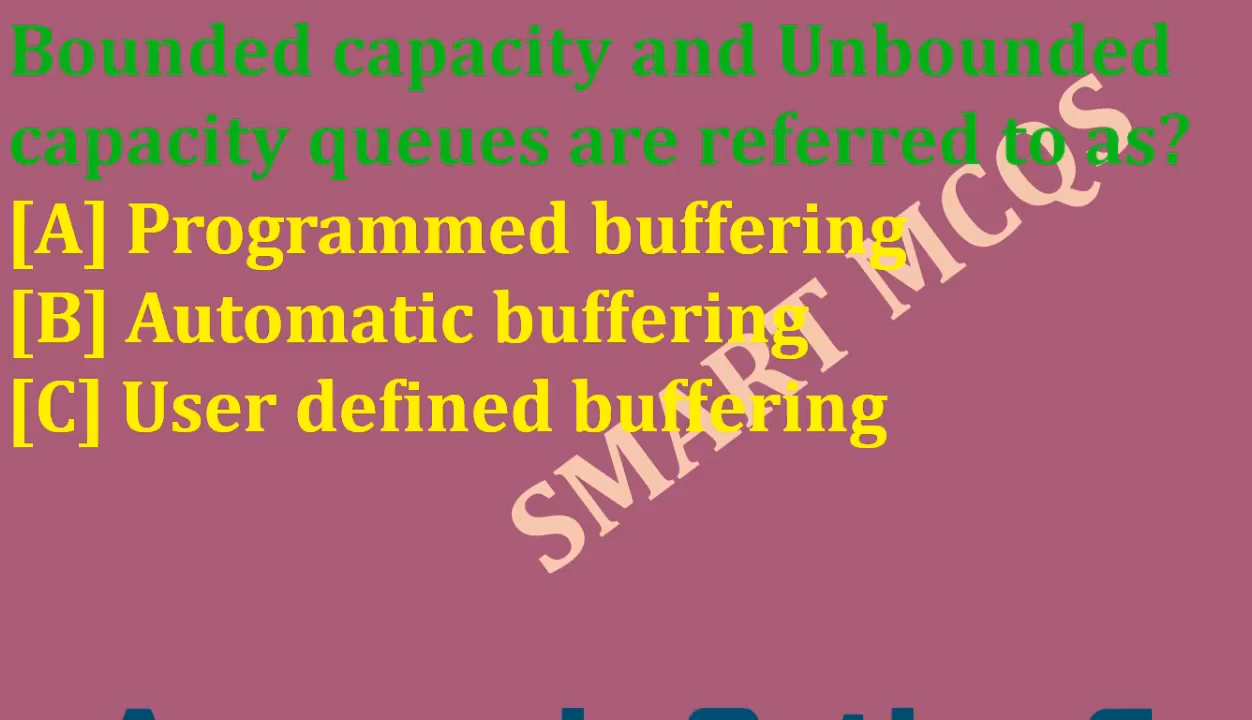 Bounded capacity and Unbounded
capacity queues are referred to as?
[A] Programmed buffering
[B] Automatic buffering
[C] User defined buffering
SMART MCQS